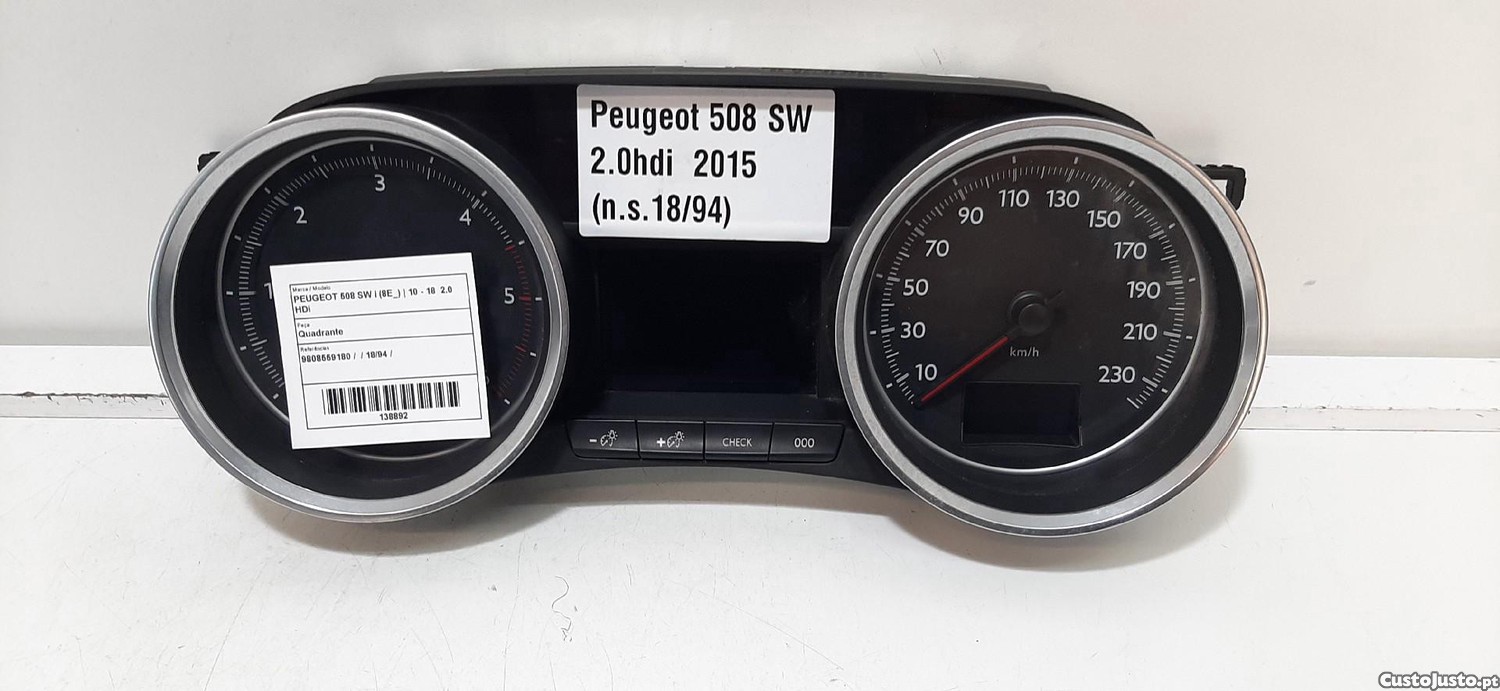 Peugeot 508 SW
2.0hdi 2015
(n.s.18/94)
Marca / Modelo
PEUGEOT 508 SW I (8E_) | 10 - 18 2.0
HDi
Peça
Quadrante
Referências
9808559180 / / 18/94 /
138892
1
2
3
4
5
10
30
50
70
90
110
130
150
170
190
210
230
km/h
-
+
CHECK
000
CustoJusto.pt